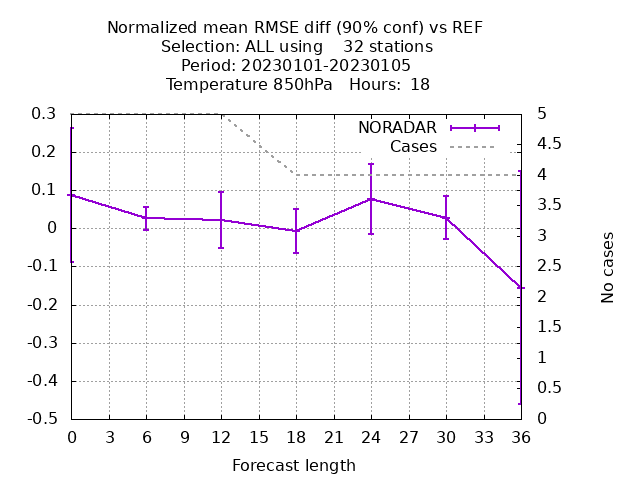 Normalized mean RMSE diff (90% conf) vs REF
Selection: ALL using    32 stations
Period: 20230101-20230105
Temperature 850hPa   Hours:  18
0.3
0.2
0.1
0
-0.1
-0.2
-0.3
-0.4
-0.5
NORADAR
Cases
5
4.5
4
3.5
3
2.5
2
1.5
1
0.5
0
No cases
0 3 6 9 12 15 18 21 24 27 30 33 36
Forecast length